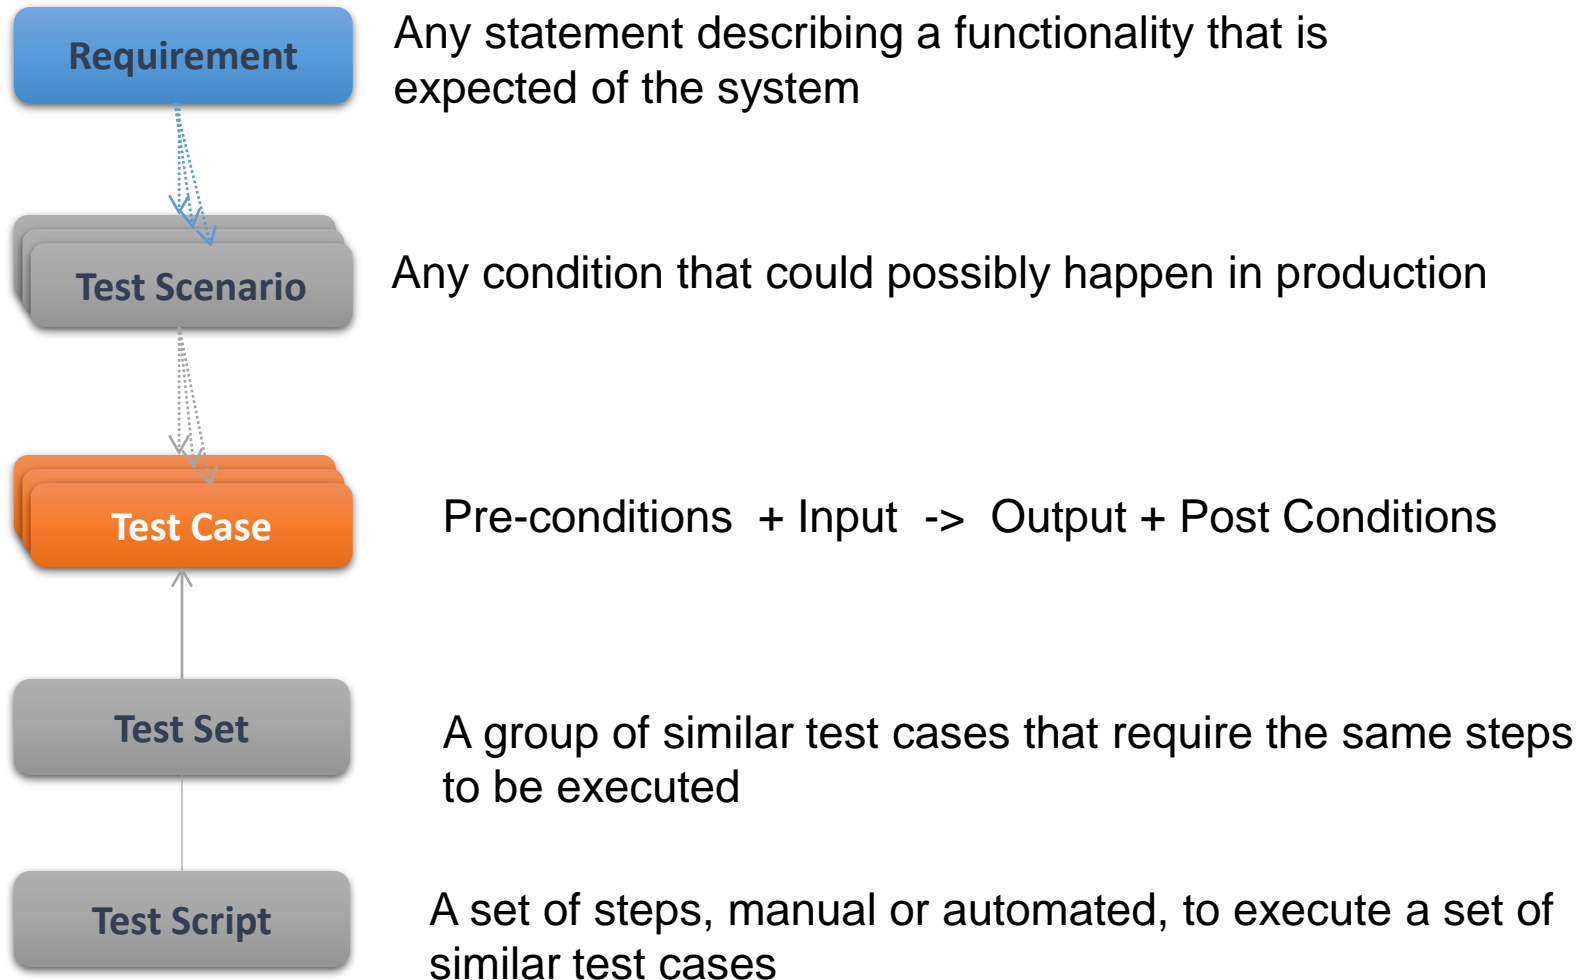 Requirement
Any statement describing a functionality that is
expected of the system
Test Scenario
Any condition that could possibly happen in production
Test Case
Pre-conditions + Input -> Output + Post Conditions
Test Set
A group of similar test cases that require the same steps
to be executed
Test Script
A set of steps, manual or automated, to execute a set of
similar test cases